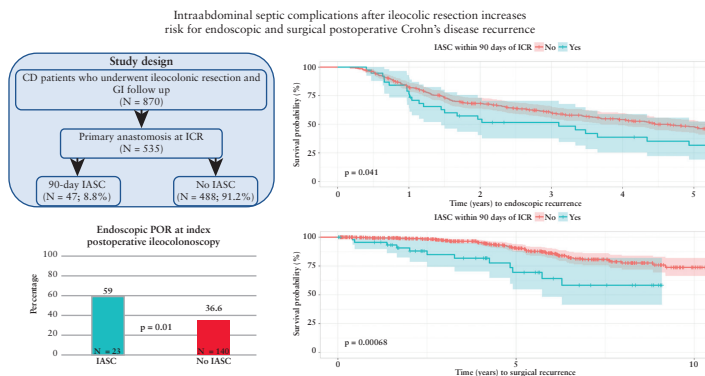 Intraabdominal septic complications after ileocolic resection increases
risk for endoscopic and surgical postoperative Crohn's disease recurrence
Study design
CD patients who underwent ileocolonic resection and
GI follow up
(N = 870)
Primary anastomosis at ICR
(N = 535)
90-day IASC
(N = 47; 8.8%)
No IASC
(N = 488; 91.2%)
Endoscopic POR at index
postoperative ileocolonoscopy
Percentage
100
80
60
40
20
0
59
36.6
p = 0.01
N = 23
N = 140
IASC
No IASC
IASC within 90 days of ICR No Yes
Survival probability (%)
100
75
50
25
0
p = 0.041
0 1 2 3 4 5
Time (years) to endoscopic recurrence
IASC within 90 days of ICR No Yes
Survival probability (%)
100
75
50
25
0
p = 0.00068
0 5 10
Time (years) to surgical recurrence